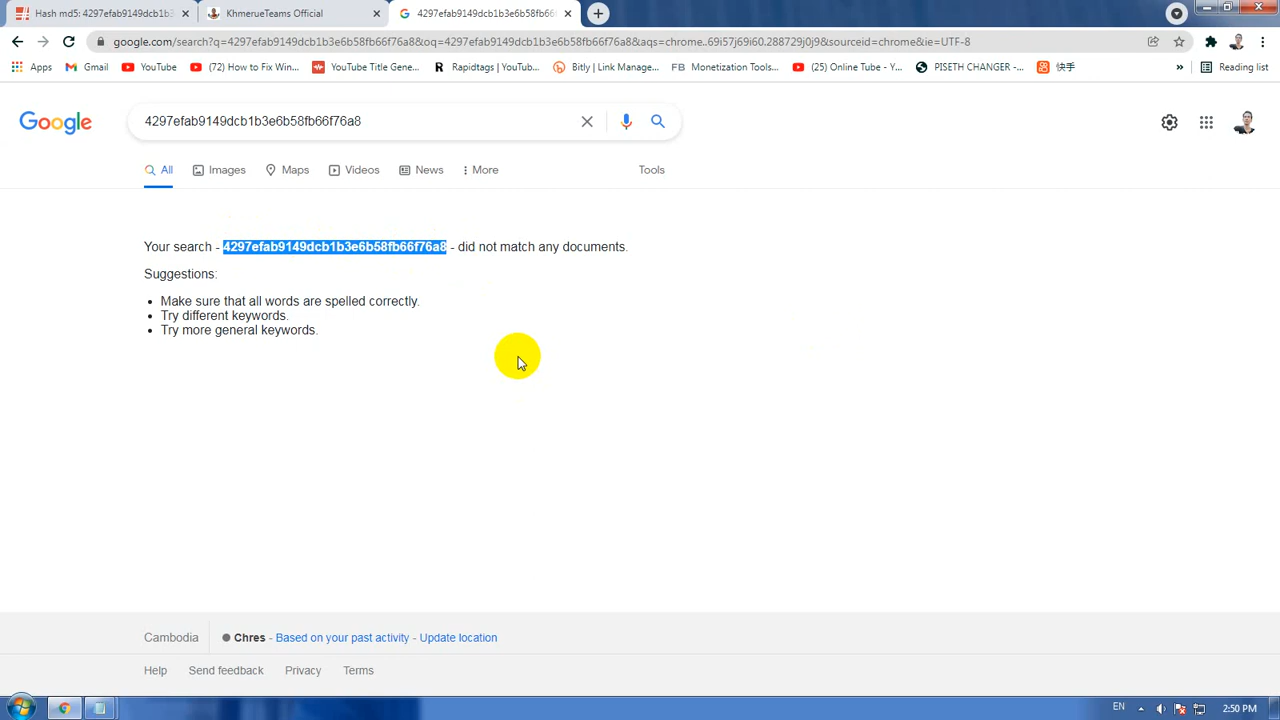 Hash md5: 4297efab9149dcb1b3
KhmerueTeams Official
4297efab9149dcb1b3e6b58fb66f
google.com/search?q=4297efab9149dcb1b3e6b58fb66f76a8&oq=4297efab9149dcb1b3e6b58fb66f76a8&aqs=chrome..69i57j69i60.288729j0j9&sourceid=chrome&ie=UTF-8
Apps
Gmail
YouTube
(72) How to Fix Win...
YouTube Title Gene...
Rapidtags | YouTub...
Bitly | Link Manage...
FB Monetization Tools...
(25) Online Tube - Y...
PISETH CHANGER -...
快手
»
Reading list
Google
4297efab9149dcb1b3e6b58fb66f76a8
All
Images
Maps
Videos
News
More
Tools
Your search - 4297efab9149dcb1b3e6b58fb66f76a8 - did not match any documents.
Suggestions:
• Make sure that all words are spelled correctly.
• Try different keywords.
• Try more general keywords.
Cambodia
Chres - Based on your past activity - Update location
Help
Send feedback
Privacy
Terms
EN
2:50 PM